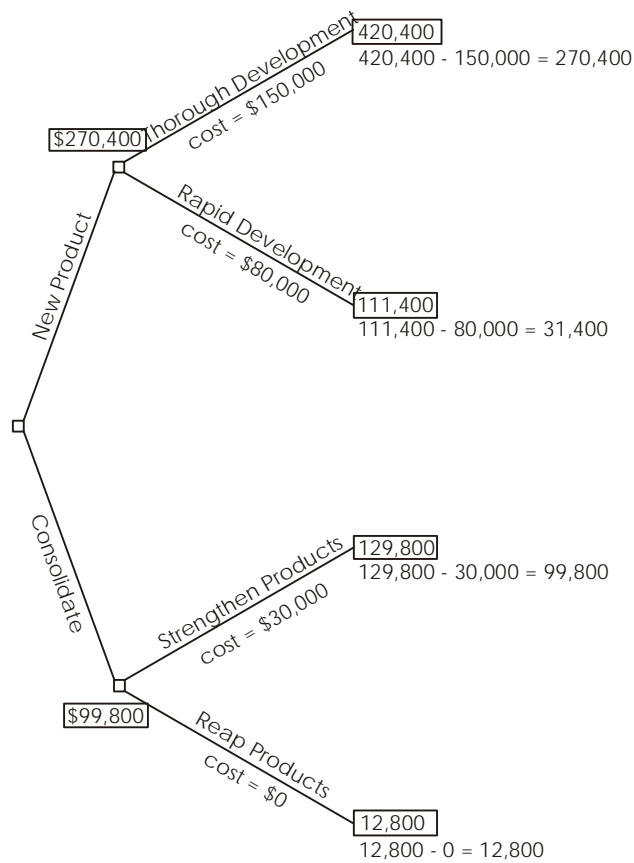 Thorough Development
cost = $150,000
420,400
420,400 - 150,000 = 270,400
$270,400
Rapid Development
cost = $80,000
111,400
111,400 - 80,000 = 31,400
New Product
Consolidate
Strengthen Products
cost = $30,000
129,800
129,800 - 30,000 = 99,800
$99,800
Reap Products
cost = $0
12,800
12,800 - 0 = 12,800